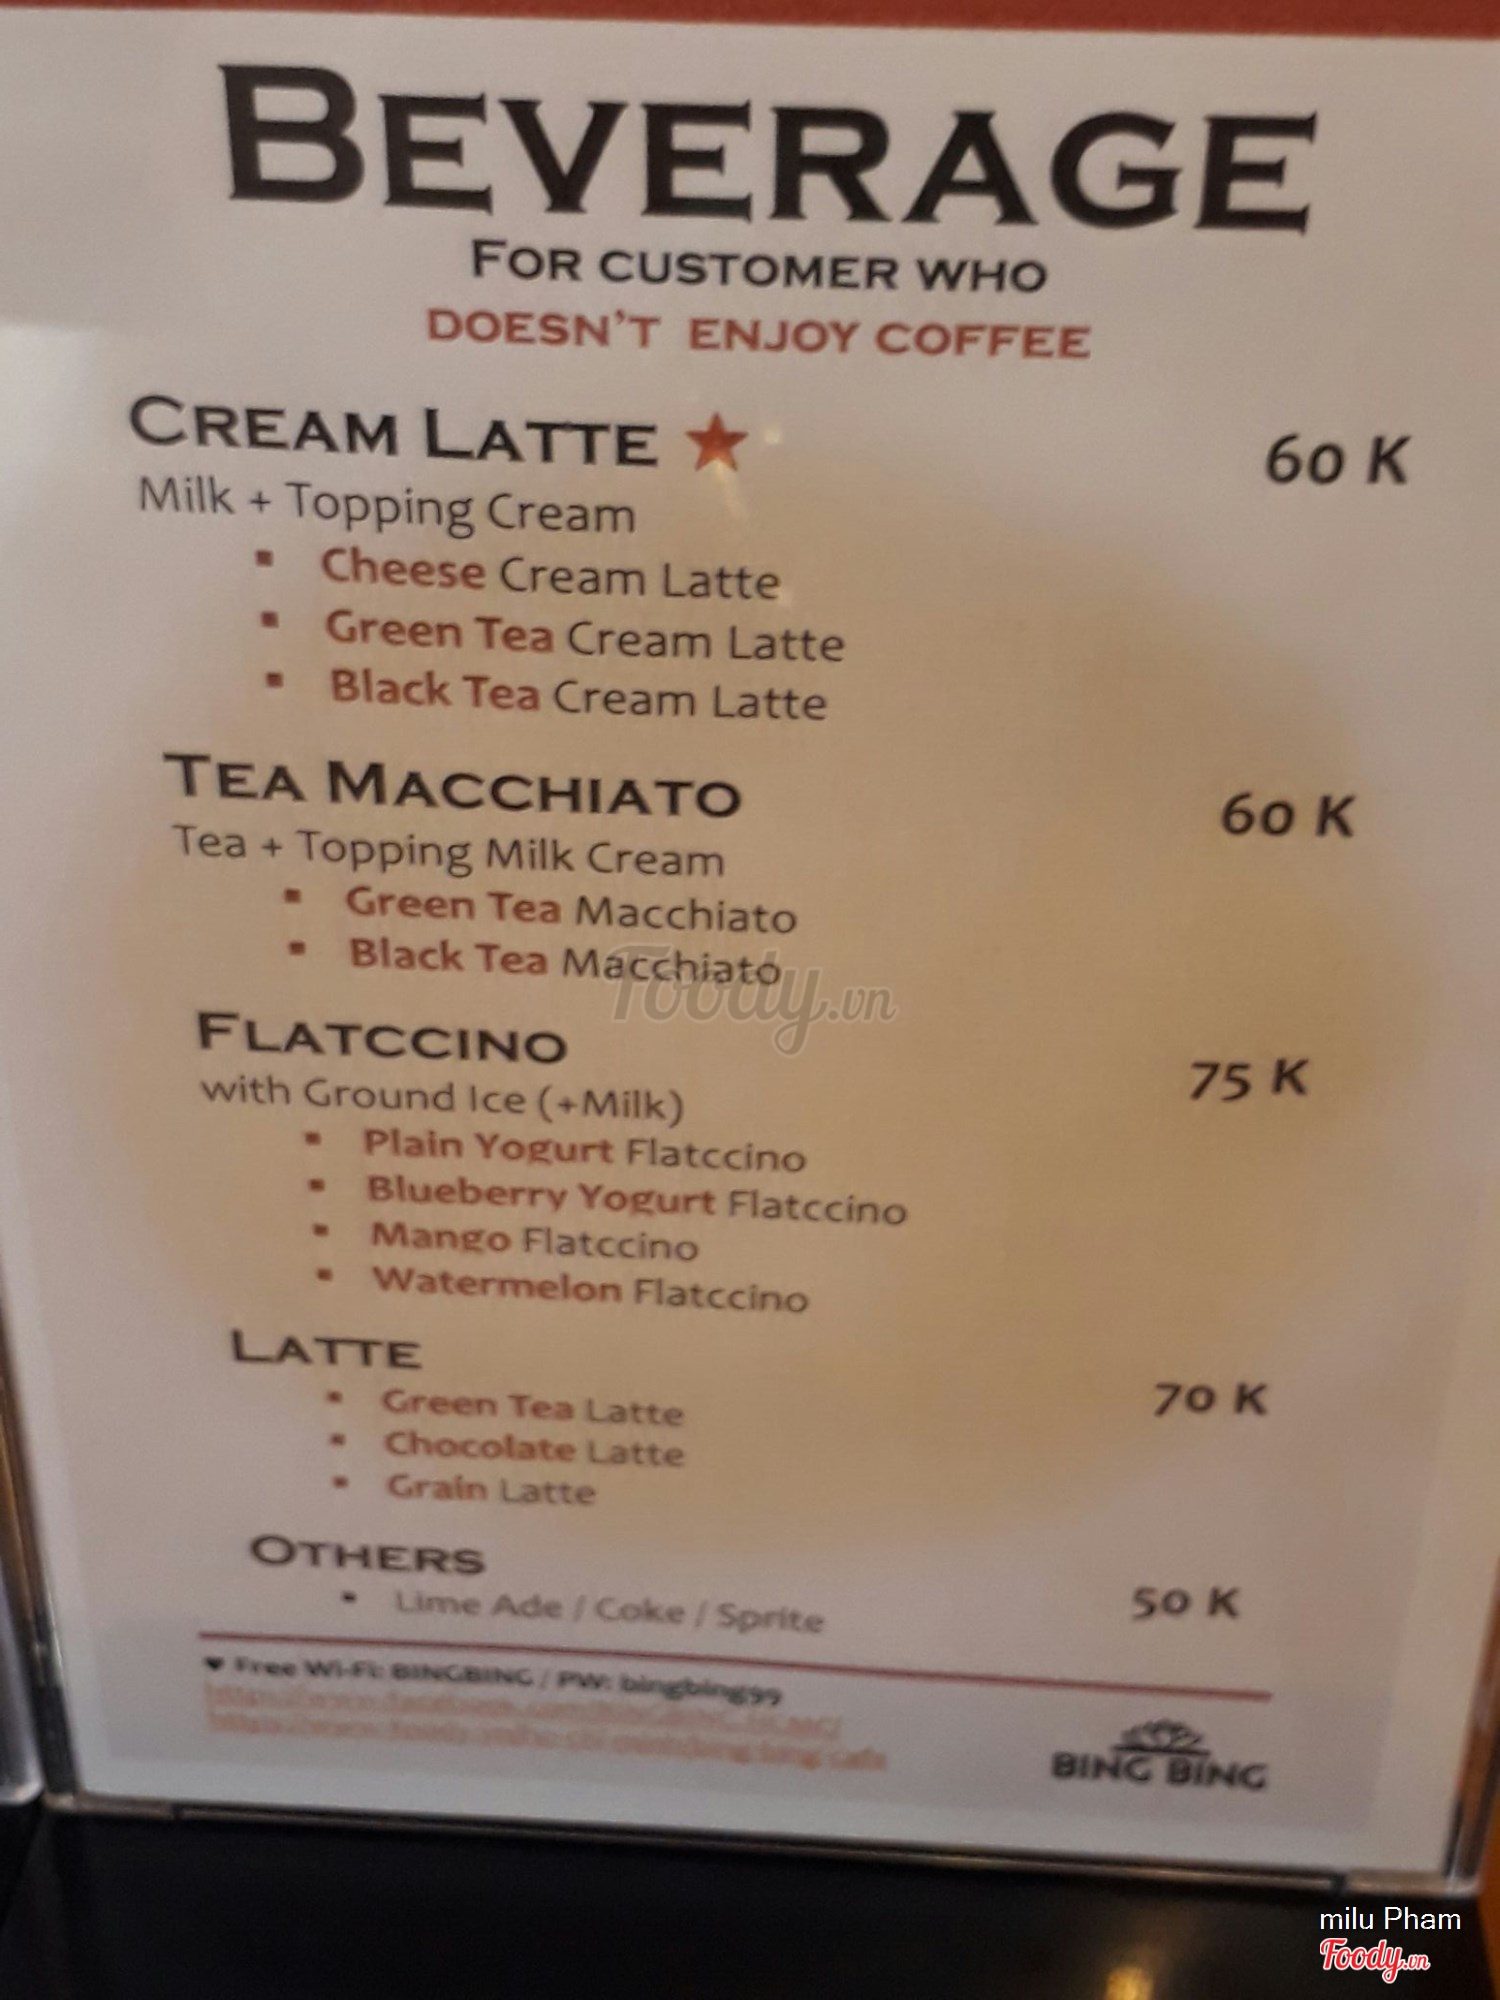 BEVERAGE
FOR CUSTOMER WHO
DOESN'T ENJOY COFFEE
CREAM LATTE ★ 60 K
Milk + Topping Cream
▪ Cheese Cream Latte
▪ Green Tea Cream Latte
▪ Black Tea Cream Latte
TEA MACCHIATO 60 K
Tea + Topping Milk Cream
▪ Green Tea Macchiato
▪ Black Tea Macchiato
Foody.vn
FLATCCINO 75 K
with Ground Ice (+Milk)
▪ Plain Yogurt Flatccino
▪ Blueberry Yogurt Flatccino
▪ Mango Flatccino
▪ Watermelon Flatccino
LATTE 70 K
▪ Green Tea Latte
▪ Chocolate Latte
▪ Grain Latte
OTHERS 50 K
▪ Lime Ade / Coke / Sprite
♥ Free Wi-Fi: BINGBING / PW: bingbing99
BING BING
milu Pham
Foody.vn